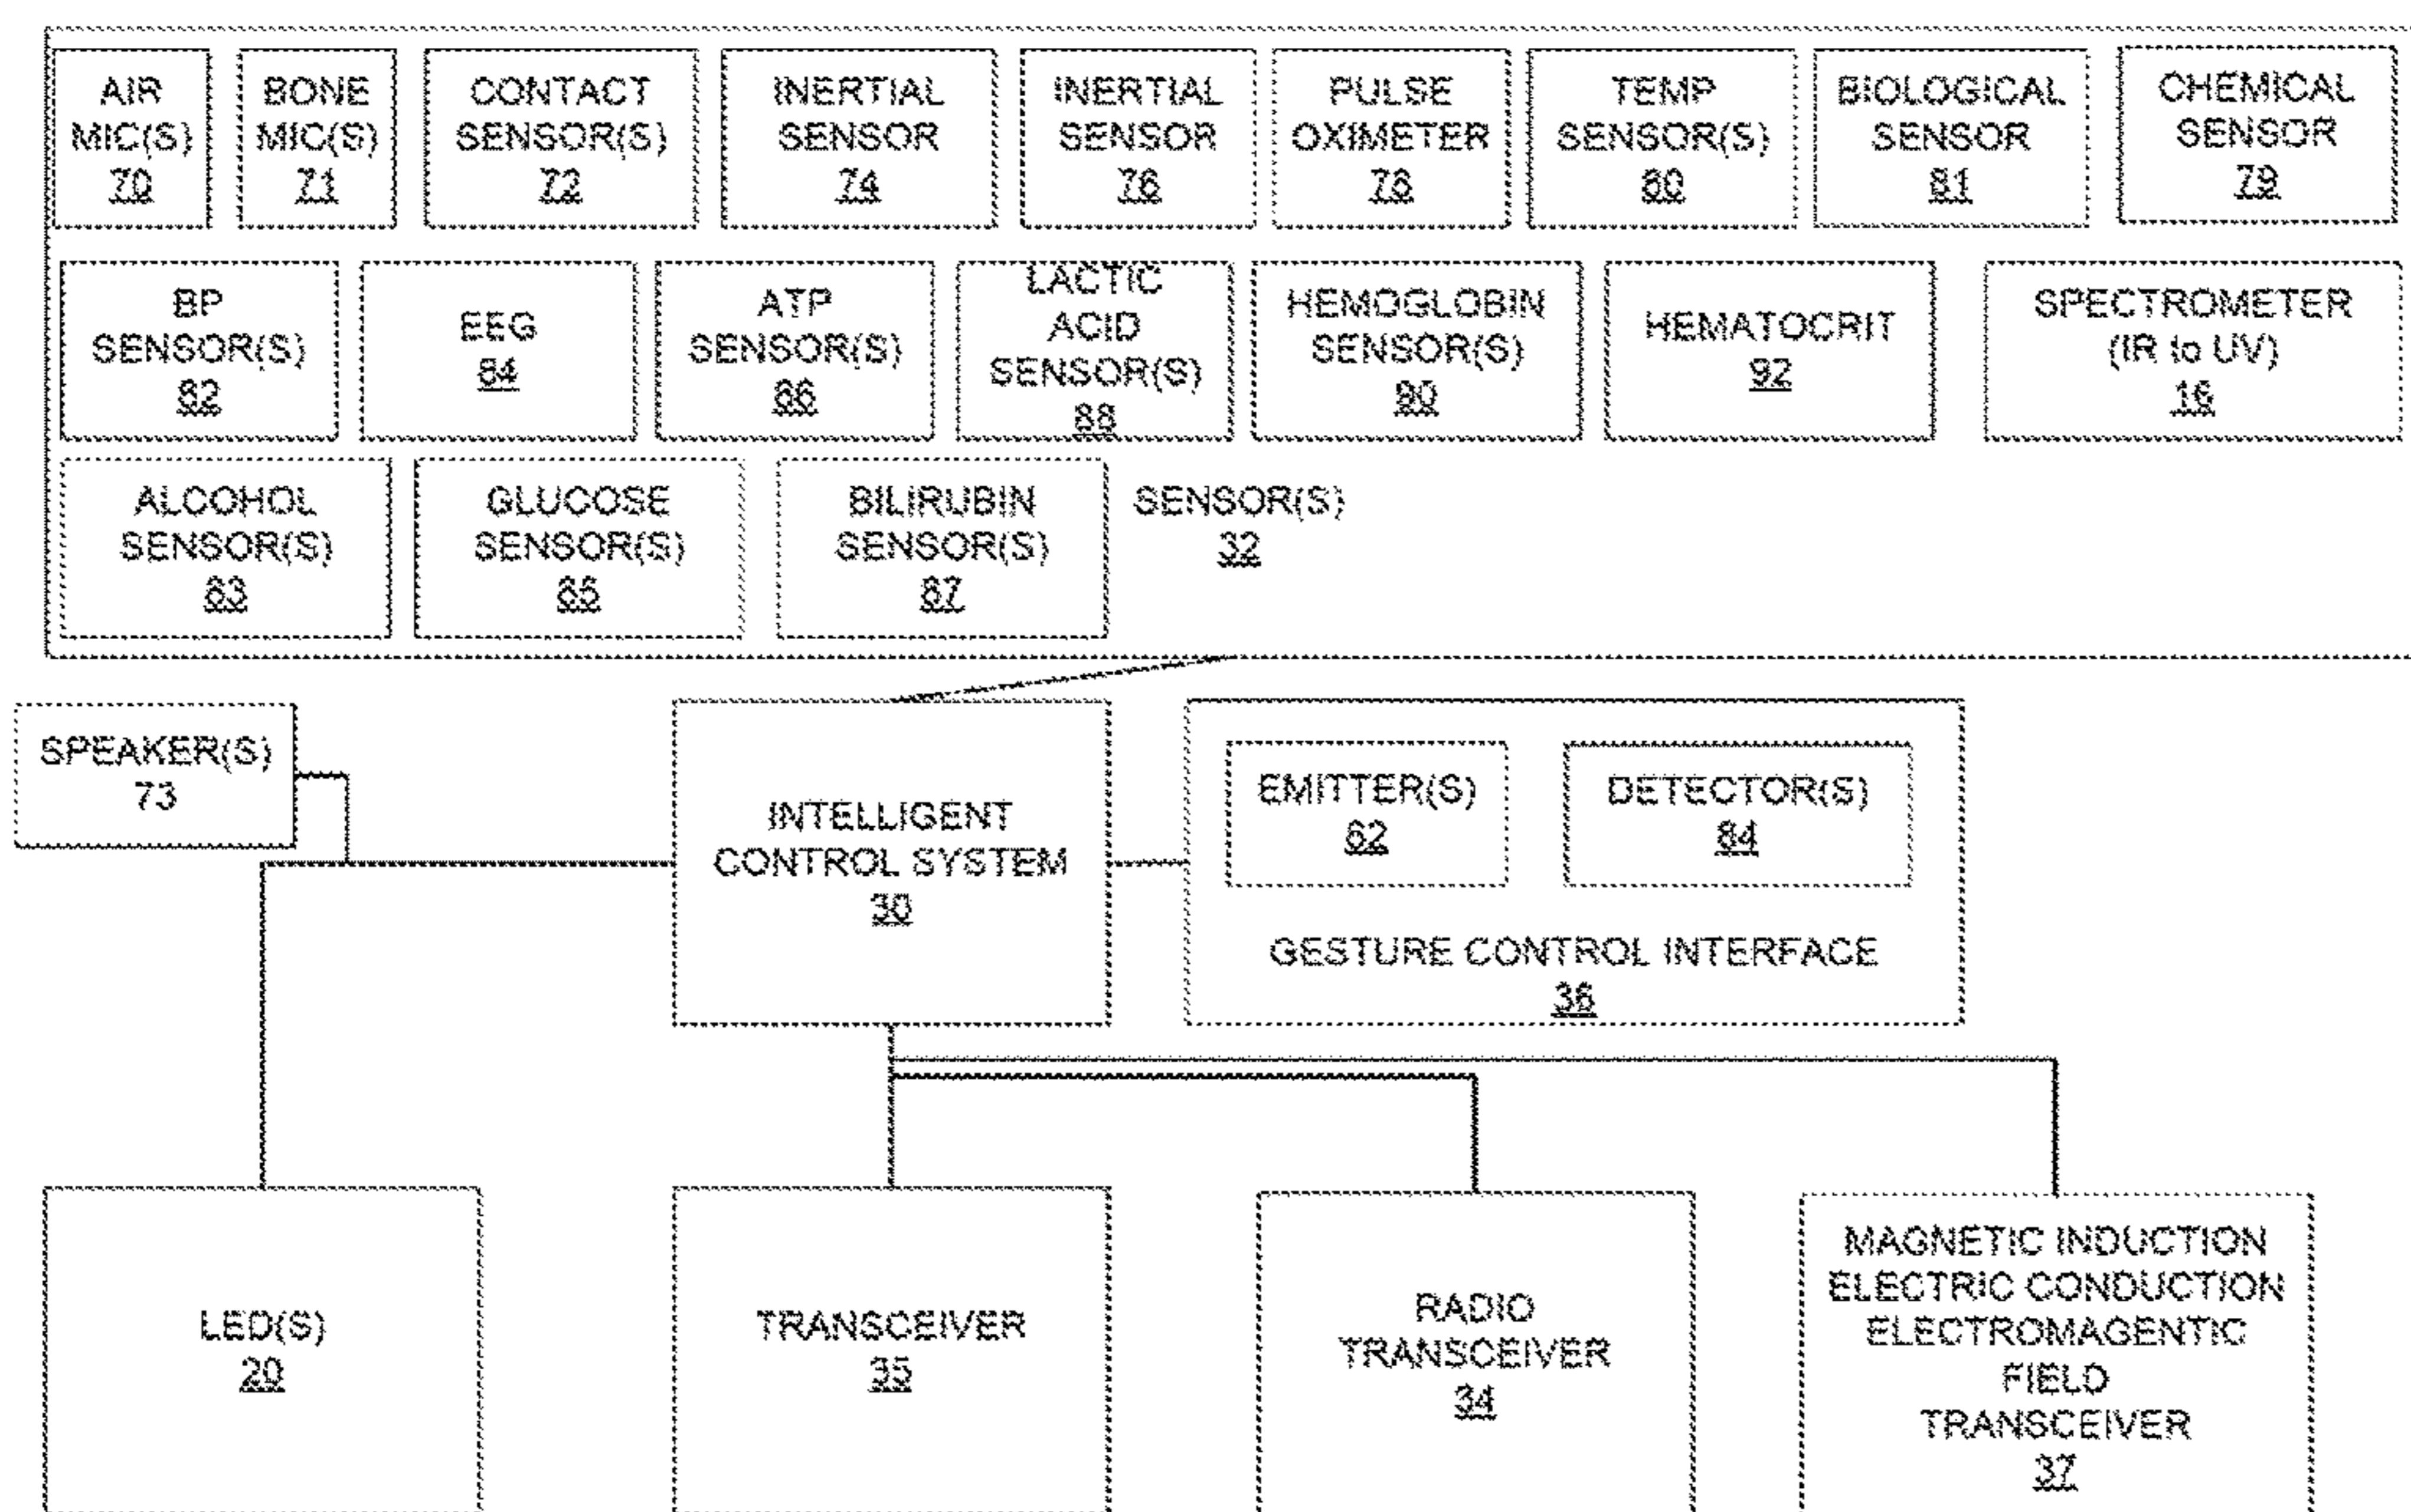 AIR
MIC(S)
70
BONE
MIC(S)
71
CONTACT
SENSOR(S)
72
INERTIAL
SENSOR
74
INERTIAL
SENSOR
76
PULSE
OXIMETER
78
TEMP
SENSOR(S)
80
BIOLOGICAL
SENSOR
81
CHEMICAL
SENSOR
79
BP
SENSOR(S)
82
EEG
84
ATP
SENSOR(S)
86
LACTIC
ACID
SENSOR(S)
88
HEMOGLOBIN
SENSOR(S)
90
HEMATOCRIT
92
SPECTROMETER
(IR to UV)
16
ALCOHOL
SENSOR(S)
83
GLUCOSE
SENSOR(S)
85
BILIRUBIN
SENSOR(S)
87
SENSOR(S)
32
SPEAKER(S)
73
INTELLIGENT
CONTROL SYSTEM
30
EMITTER(S)
82
DETECTOR(S)
84
GESTURE CONTROL INTERFACE
36
LED(S)
20
TRANSCEIVER
35
RADIO
TRANSCEIVER
34
MAGNETIC INDUCTION
ELECTRIC CONDUCTION
ELECTROMAGENTIC
FIELD
TRANSCEIVER
37